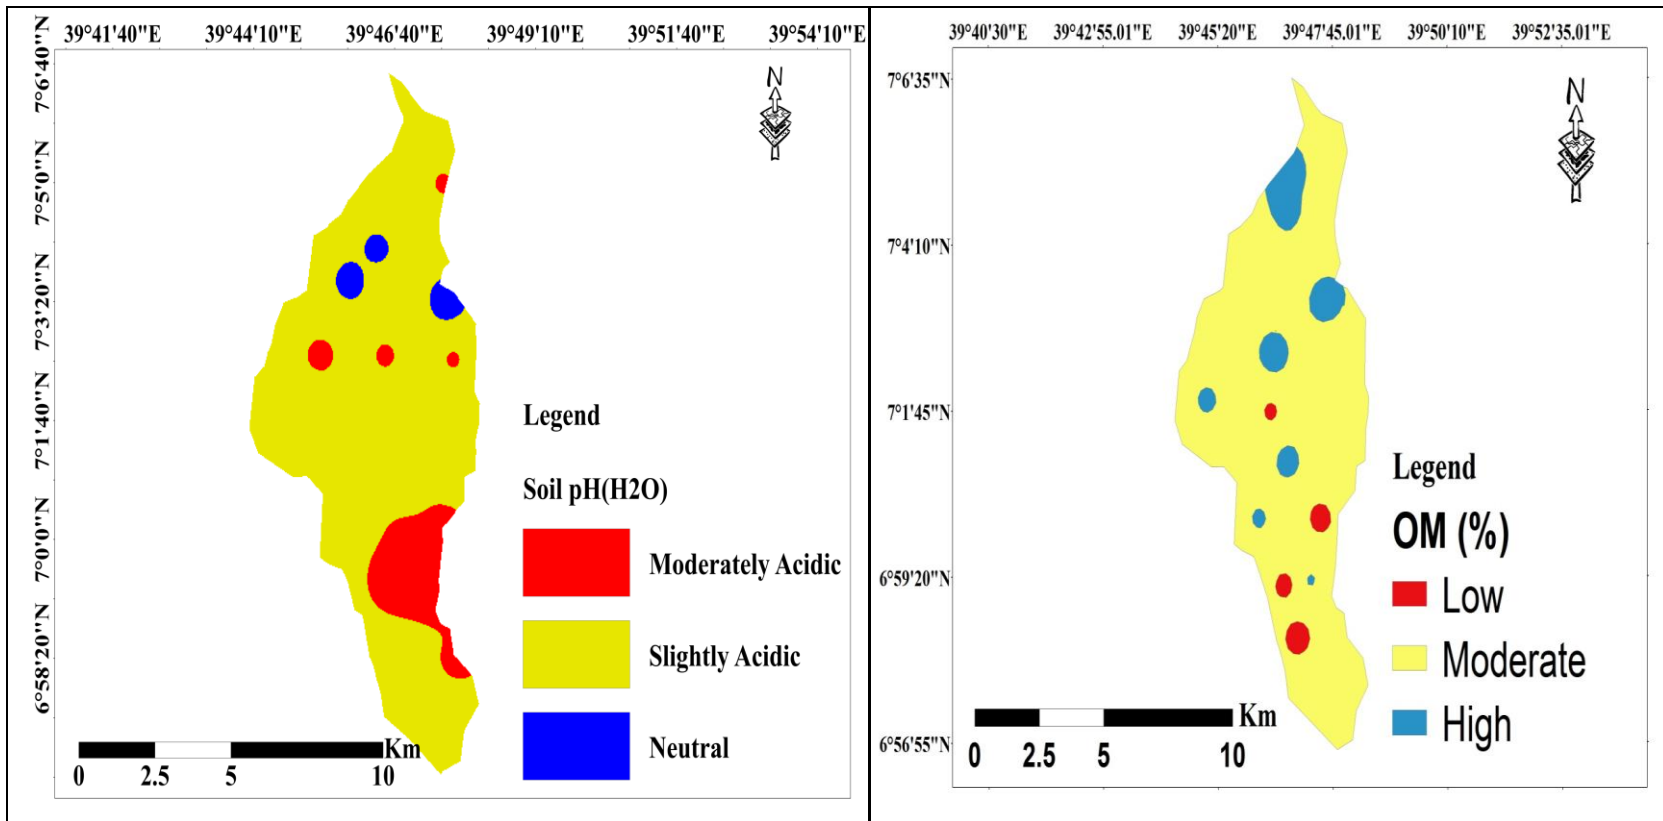 39°41'40"E 39°44'10"E 39°46'40"E 39°49'10"E 39°51'40"E 39°54'10"E
7°6'40"N
7°5'0"N
7°3'20"N
7°1'40"N
7°0'0"N
6°58'20"N
N
Legend
Soil pH(H2O)
Moderately Acidic
Slightly Acidic
Neutral
Km
0 2.5 5 10
39°40'30"E 39°42'55.01"E 39°45'20"E 39°47'45.01"E 39°50'10"E 39°52'35.01"E
7°6'35"N
7°4'10"N
7°1'45"N
6°59'20"N
6°56'55"N
N
Legend
OM (%)
Low
Moderate
High
Km
0 2.5 5 10